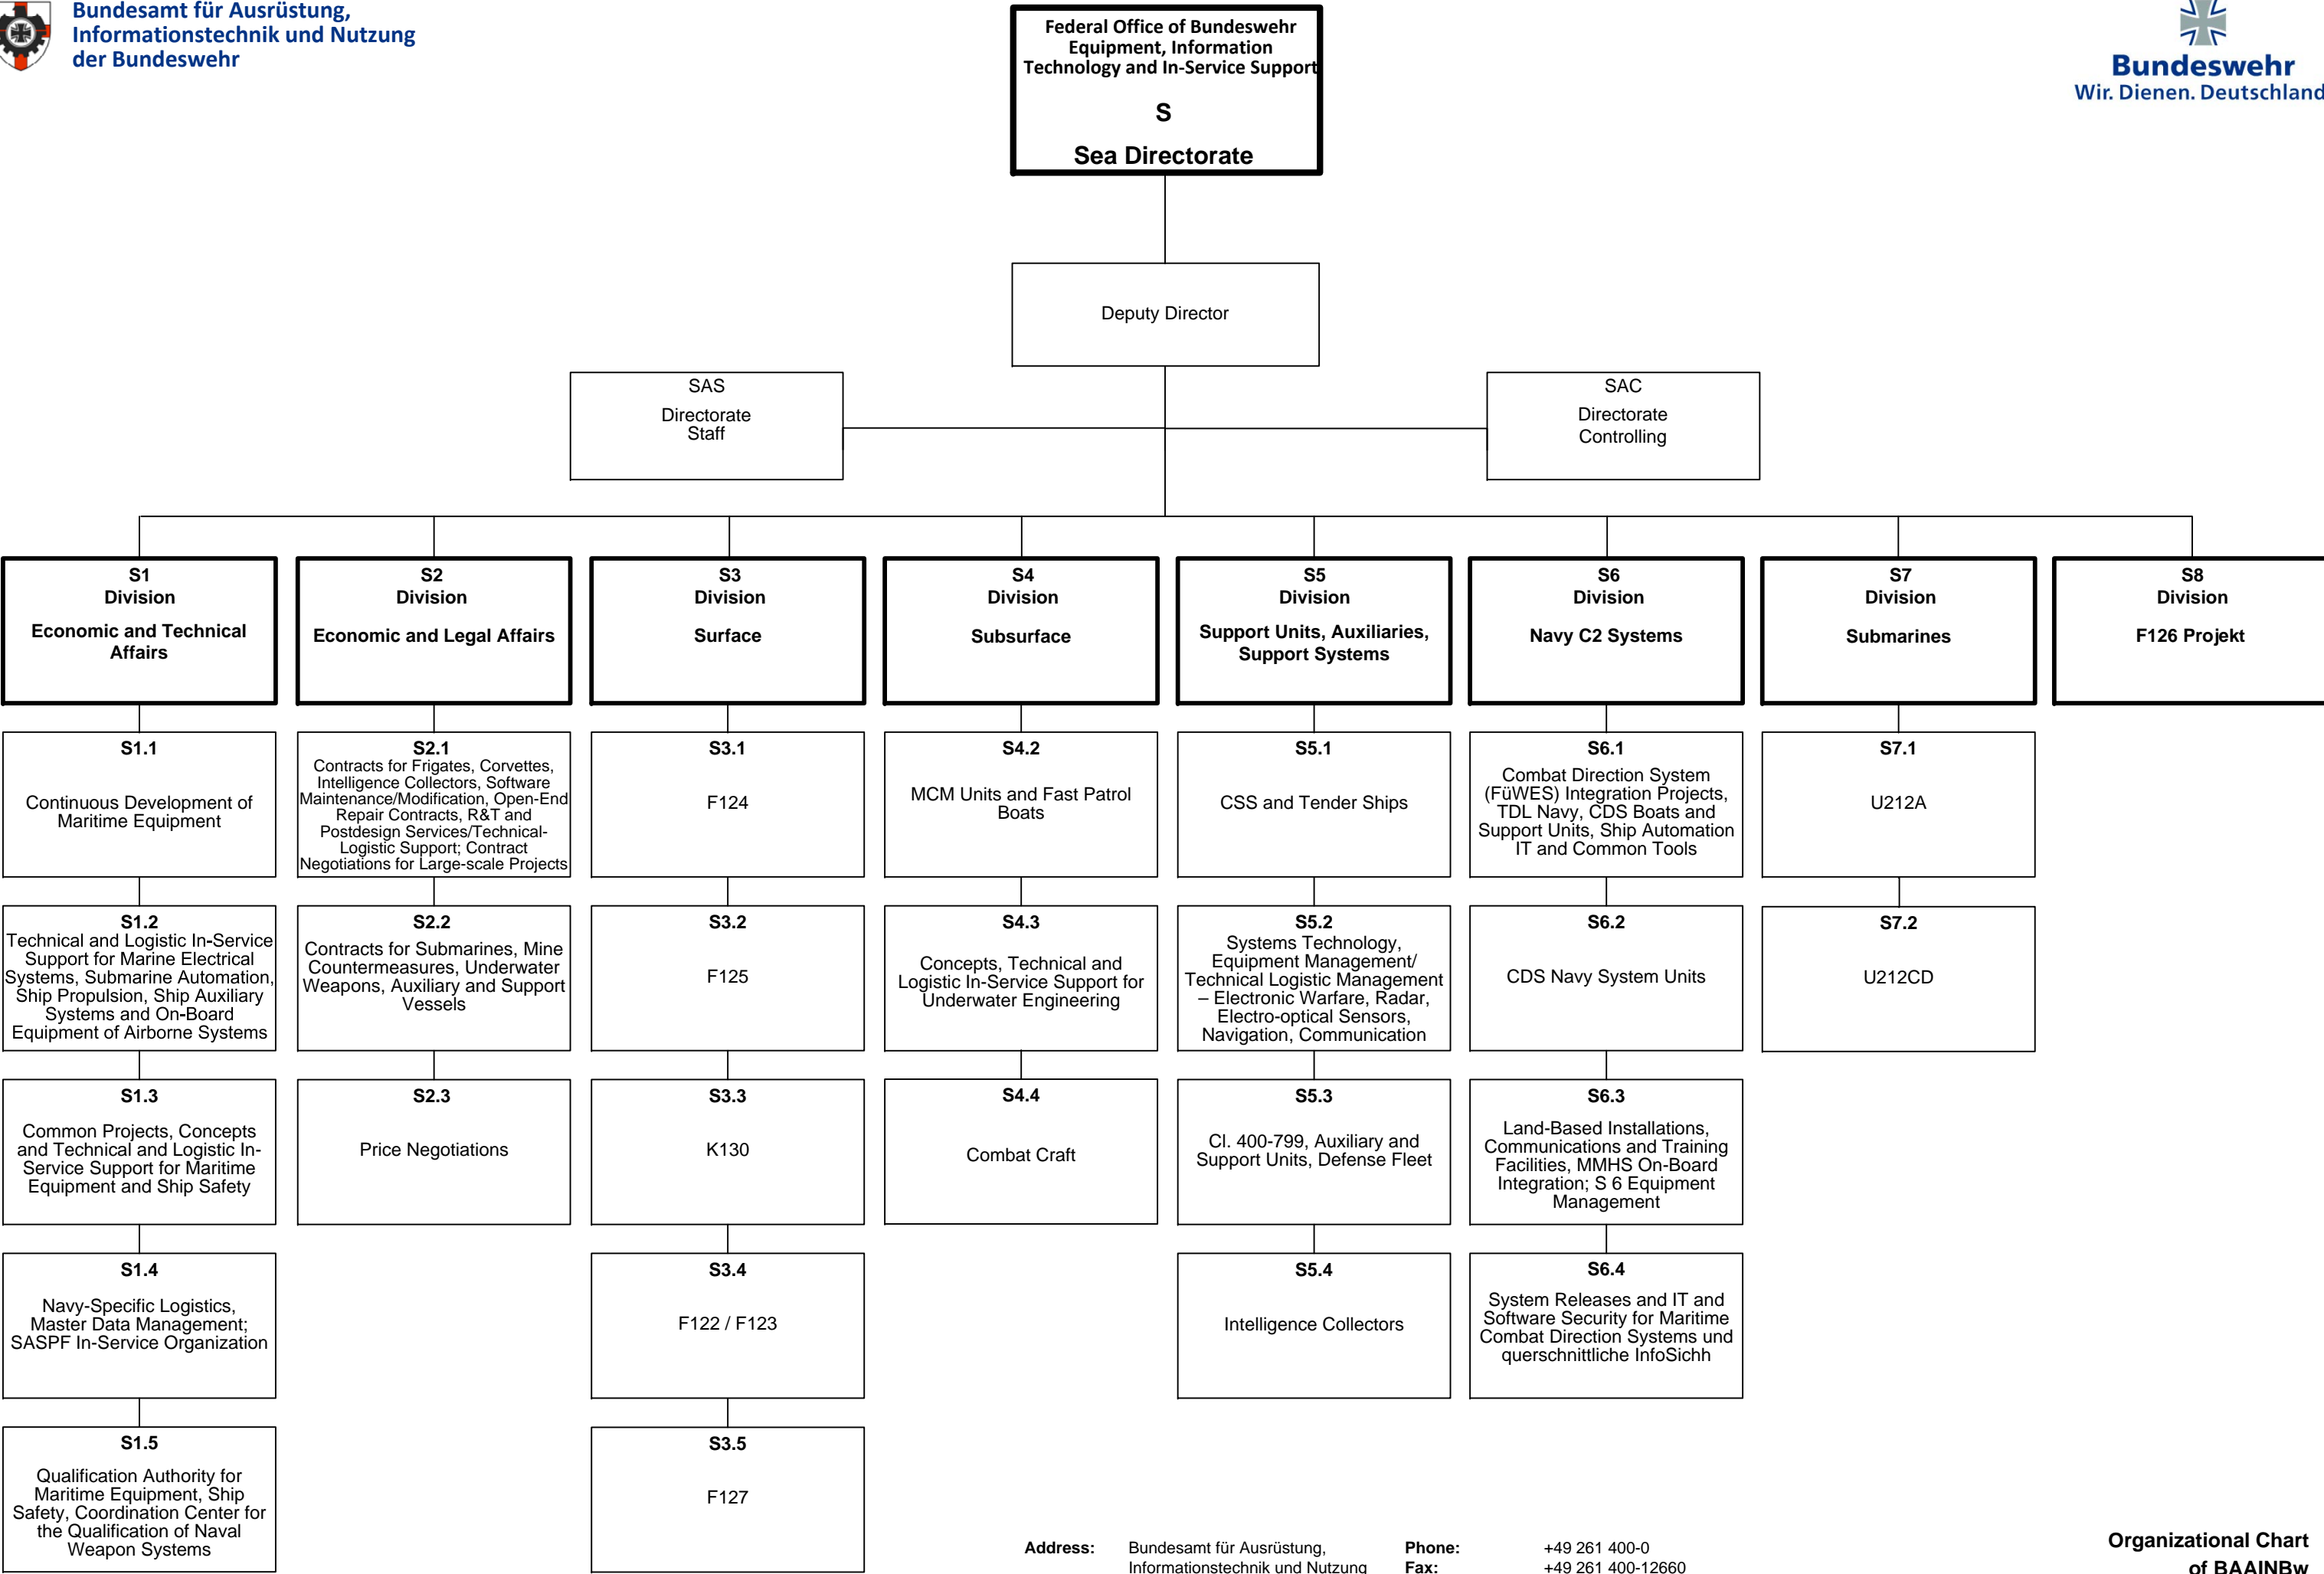 Bundesamt für Ausrüstung,
Informationstechnik und Nutzung
der Bundeswehr
Federal Office of Bundeswehr
Equipment, Information
Technology and In-Service Support
S
Sea Directorate
Bundeswehr
Wir. Dienen. Deutschland
Deputy Director
SAS
Directorate
Staff
SAC
Directorate
Controlling
S1
Division
Economic and Technical
Affairs
S2
Division
Economic and Legal Affairs
S3
Division
Surface
S4
Division
Subsurface
S5
Division
Support Units, Auxiliaries,
Support Systems
S6
Division
Navy C2 Systems
S7
Division
Submarines
S8
Division
F126 Projekt
S1.1
Continuous Development of
Maritime Equipment
S2.1
Contracts for Frigates, Corvettes,
Intelligence Collectors, Software
Maintenance/Modification, Open-End
Repair Contracts, R&T and
Postdesign Services/Technical-
Logistic Support; Contract
Negotiations for Large-scale Projects
S3.1
F124
S4.2
MCM Units and Fast Patrol
Boats
S5.1
CSS and Tender Ships
S6.1
Combat Direction System
(FüWES) Integration Projects,
TDL Navy, CDS Boats and
Support Units, Ship Automation
IT and Common Tools
S7.1
U212A
S1.2
Technical and Logistic In-Service
Support for Marine Electrical
Systems, Submarine Automation,
Ship Propulsion, Ship Auxiliary
Systems and On-Board
Equipment of Airborne Systems
S2.2
Contracts for Submarines, Mine
Countermeasures, Underwater
Weapons, Auxiliary and Support
Vessels
S3.2
F125
S4.3
Concepts, Technical and
Logistic In-Service Support for
Underwater Engineering
S5.2
Systems Technology,
Equipment Management/
Technical Logistic Management
– Electronic Warfare, Radar,
Electro-optical Sensors,
Navigation, Communication
S6.2
CDS Navy System Units
S7.2
U212CD
S1.3
Common Projects, Concepts
and Technical and Logistic In-
Service Support for Maritime
Equipment and Ship Safety
S2.3
Price Negotiations
S3.3
K130
S4.4
Combat Craft
S5.3
Cl. 400-799, Auxiliary and
Support Units, Defense Fleet
S6.3
Land-Based Installations,
Communications and Training
Facilities, MMHS On-Board
Integration; S 6 Equipment
Management
S1.4
Navy-Specific Logistics,
Master Data Management;
SASPF In-Service Organization
S3.4
F122 / F123
S5.4
Intelligence Collectors
S6.4
System Releases and IT and
Software Security for Maritime
Combat Direction Systems und
querschnittliche InfoSichh
S1.5
Qualification Authority for
Maritime Equipment, Ship
Safety, Coordination Center for
the Qualification of Naval
Weapon Systems
S3.5
F127
Address: Bundesamt für Ausrüstung, Phone: +49 261 400-0
Informationstechnik und Nutzung Fax: +49 261 400-12660
Organizational Chart
of BAAINBw